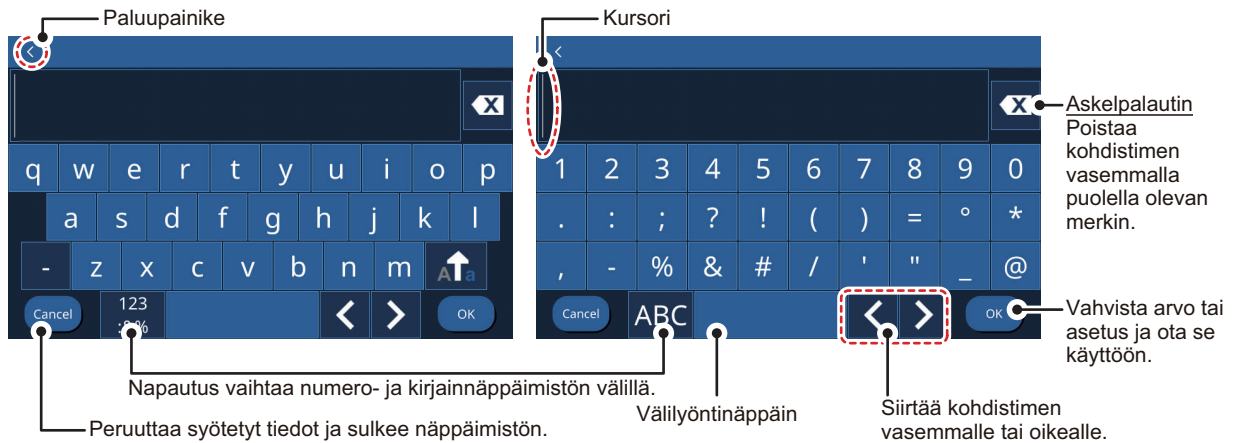 Paluupainike
Kursori
<
<
X
X
Askelpalautin
Poistaa
kohdistimen
vasemmalla
puolella olevan
merkin.
q w e r t y u i o p
1 2 3 4 5 6 7 8 9 0
a s d f g h j k l
. : ; ? ! ( ) = ° *
- z x c v b n m A a
, - % & # / ' " _ @
Cancel
123
< >
OK
Cancel
ABC
< >
OK
Vahvista arvo tai
asetus ja ota se
käyttöön.
Napautus vaihtaa numero- ja kirjainnäppäimistön välillä.
Välilyöntinäppäin
Siirtää kohdistimen
vasemmalle tai oikealle.
Peruuttaa syötetyt tiedot ja sulkee näppäimistön.